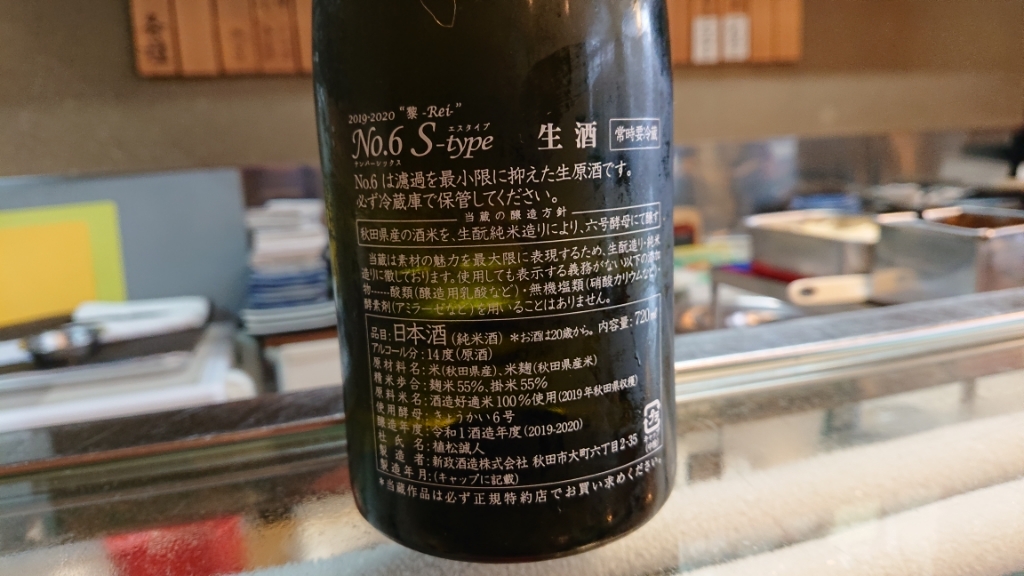 2019-2020 "黎 -Rei-"
エスタイプ
No.6 S-type 生酒 常時要冷蔵
ナンバーシックス
No.6 は濾過を最小限に抑えた生原酒です。
必ず冷蔵庫で保管してください。
当蔵の醸造方針
秋田県産の酒米を、生酛純米造りにより、六号酵母にて醸す
当蔵は素材の魅力を最大限に表現するため、生酛造り・純米
造りに徹しております。使用しても表示する義務がない以下の添加
物……酸類(醸造用乳酸など)・無機塩類(硝酸カリウムなど)・
酵素剤(アミラーゼなど)を用いることはありません。
品目:日本酒 (純米酒) *お酒は20歳から。内容量:720ml
アルコール分:14度(原酒)
原材料名:米(秋田県産)、米麹(秋田県産米)
精米歩合:麹米55%、掛米55%
原料米名:酒造好適米100%使用(2019年秋田県収穫)
使用酵母:きょうかい6号
醸造年度:令和1酒造年度(2019-2020)
杜氏名:植松誠人
製造者:新政酒造株式会社 秋田市大町六丁目2-35
製造年月:(キャップに記載)
*当蔵作品は必ず正規特約店でお買い求めください。